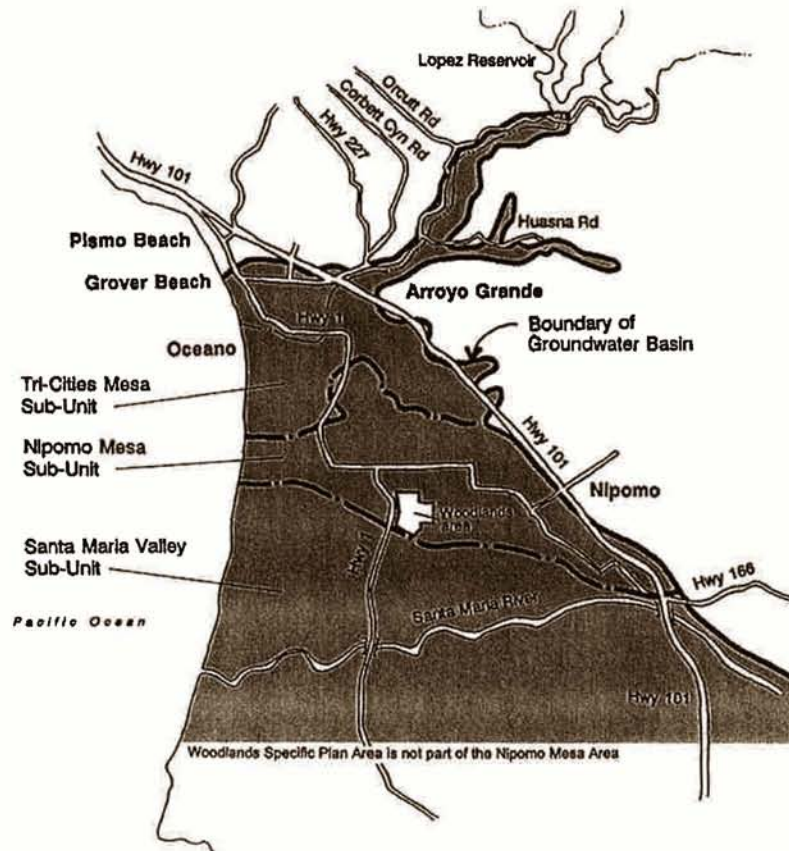 Lopez Reservoir
Orcutt Rd
Corbett Cyn Rd
Hwy 227
Hwy 101
Huasna Rd
Pismo Beach
Grover Beach
Arroyo Grande
Hwy 1
Boundary of
Groundwater Basin
Oceano
Tri-Cities Mesa
Sub-Unit
Nipomo Mesa
Sub-Unit
Hwy 101
Nipomo
Woodlands
area
Hwy 1
Santa Maria Valley
Sub-Unit
Hwy 166
Santa Maria River
Pacific Ocean
Hwy 101
Woodlands Specific Plan Area is not part of the Nipomo Mesa Area